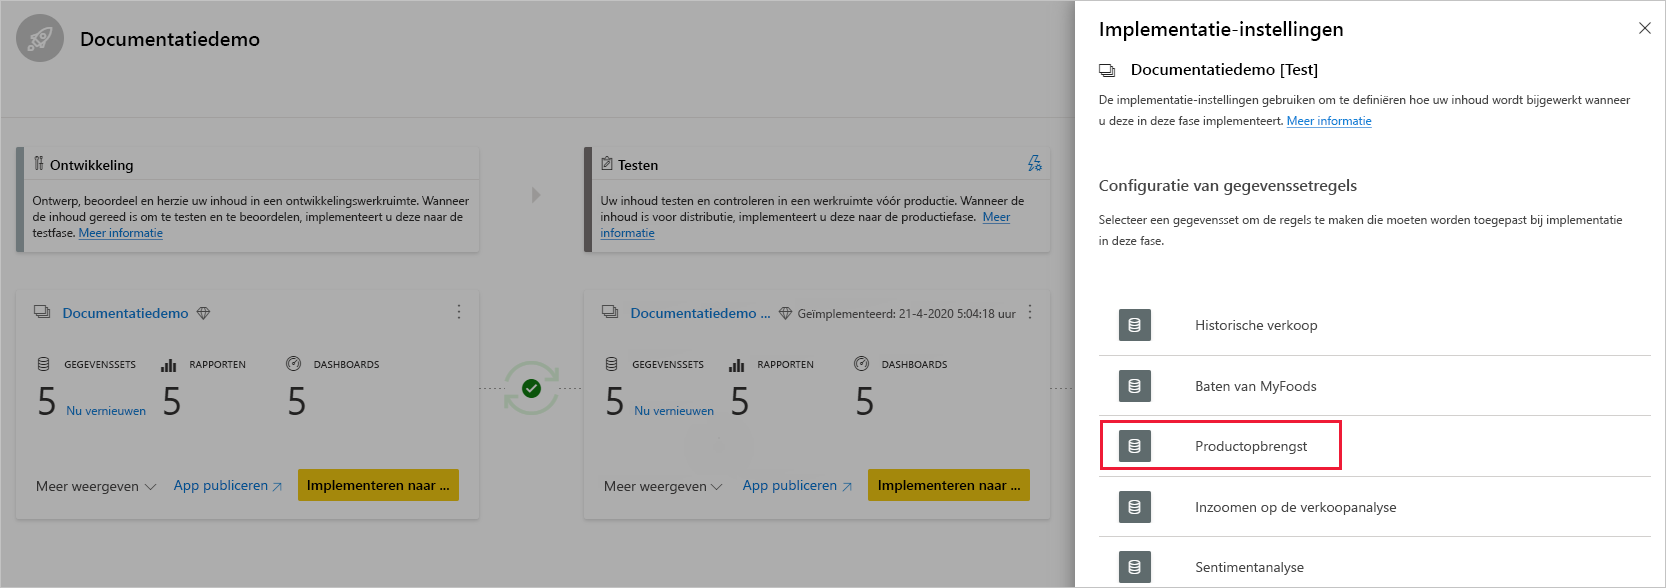 Documentatiedemo
Ontwikkeling
Ontwerp, beoordeel en herzie uw inhoud in een ontwikkelingswerkruimte. Wanneer
de inhoud gereed is om te testen en te beoordelen, implementeert u deze naar de
testfase. Meer informatie
Testen
Uw inhoud testen en controleren in een werkruimte vóór productie. Wanneer de
inhoud is voor distributie, implementeert u deze naar de productiefase. Meer
informatie
Documentatiedemo
GEGEVENSSETS RAPPORTEN DASHBOARDS
5 Nu vernieuwen 5 5
Meer weergeven App publiceren Implementeren naar ...
Documentatiedemo ... Geïmplementeerd: 21-4-2020 5:04:18 uur
GEGEVENSSETS RAPPORTEN DASHBOARDS
5 Nu vernieuwen 5 5
Meer weergeven App publiceren Implementeren naar ...
Implementatie-instellingen
Documentatiedemo [Test]
De implementatie-instellingen gebruiken om te definiëren hoe uw inhoud wordt bijgewerkt wanneer
u deze in deze fase implementeert. Meer informatie
Configuratie van gegevenssetregels
Selecteer een gegevensset om de regels te maken die moeten worden toegepast bij implementatie
in deze fase.
Historische verkoop
Baten van MyFoods
Productopbrengst
Inzoomen op de verkoopanalyse
Sentimentanalyse